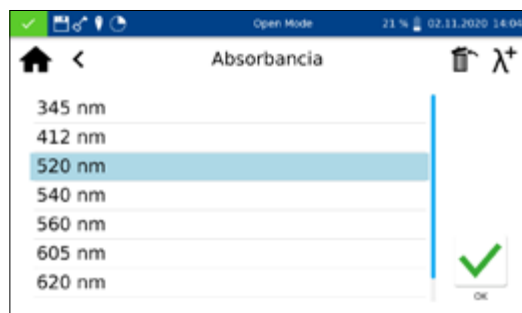 Open Mode 21 % 02.11.2020 14:04
Absorbancia λ+
345 nm
412 nm
520 nm
540 nm
560 nm
605 nm
620 nm
OK